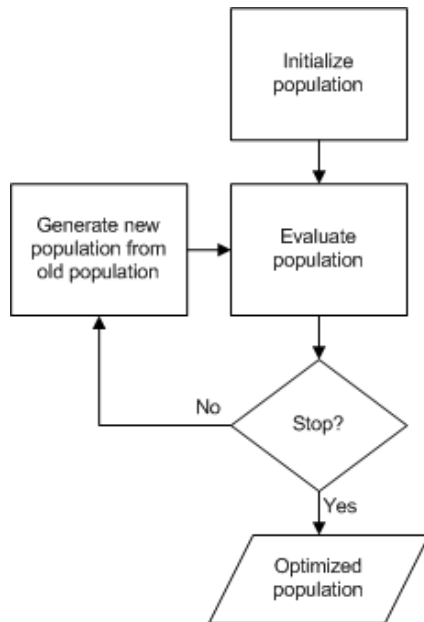 Initialize
population
Generate new
population from
old population
Evaluate
population
No
Stop?
Yes
Optimized
population